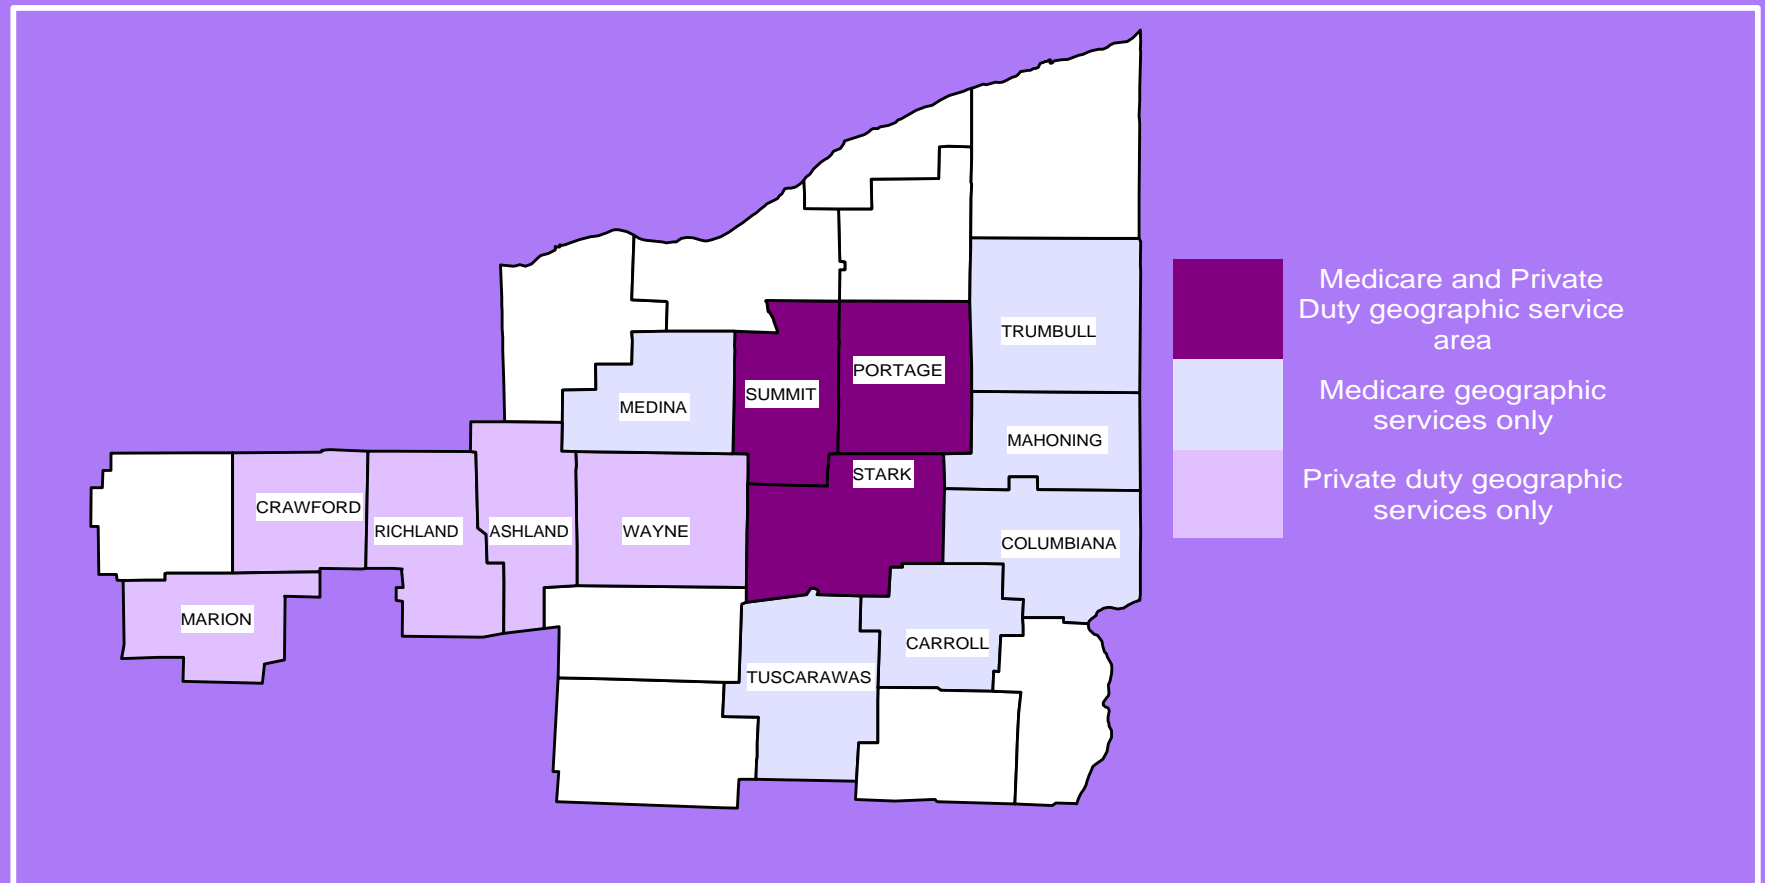 TRUMBULL
PORTAGE
SUMMIT
MEDINA
MAHONING
STARK
CRAWFORD
RICHLAND
ASHLAND
WAYNE
COLUMBIANA
MARION
CARROLL
TUSCARAWAS
Medicare and Private
Duty geographic service
area
Medicare geographic
services only
Private duty geographic
services only